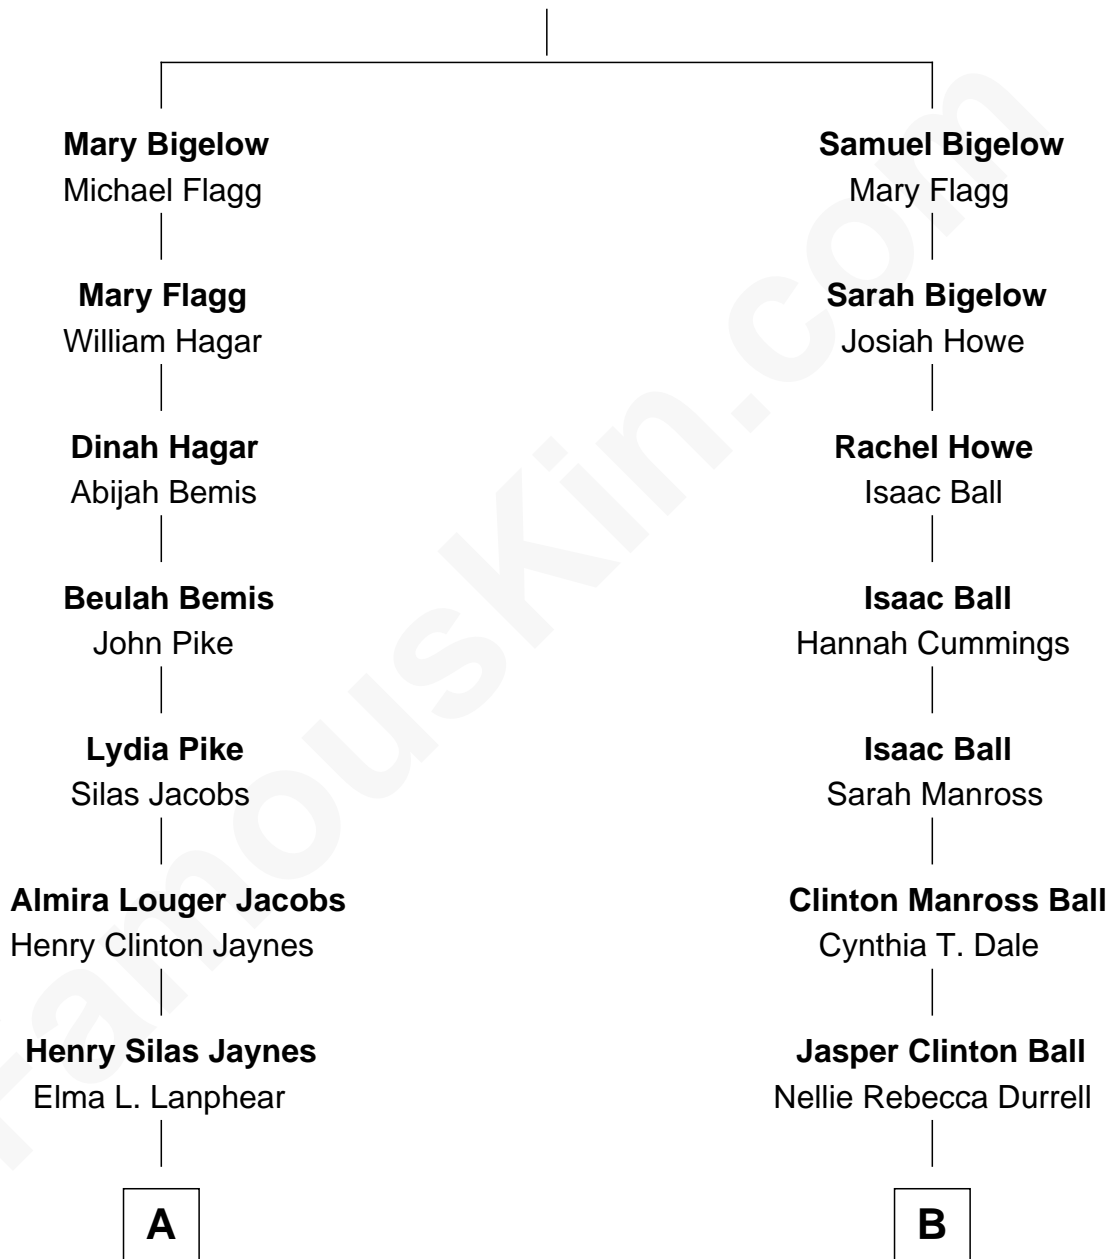 Mary Bigelow
Michael Flagg
Mary Flagg
William Hagar
Dinah Hagar
Abijah Bemis
Beulah Bemis
John Pike
Lydia Pike
Silas Jacobs
Almira Louger Jacobs
Henry Clinton Jaynes
Henry Silas Jaynes
Elma L. Lanphear
A
Samuel Bigelow
Mary Flagg
Sarah Bigelow
Josiah Howe
Rachel Howe
Isaac Ball
Isaac Ball
Hannah Cummings
Isaac Ball
Sarah Manross
Clinton Manross Ball
Cynthia T. Dale
Jasper Clinton Ball
Nellie Rebecca Durrell
B
FamousKin.com